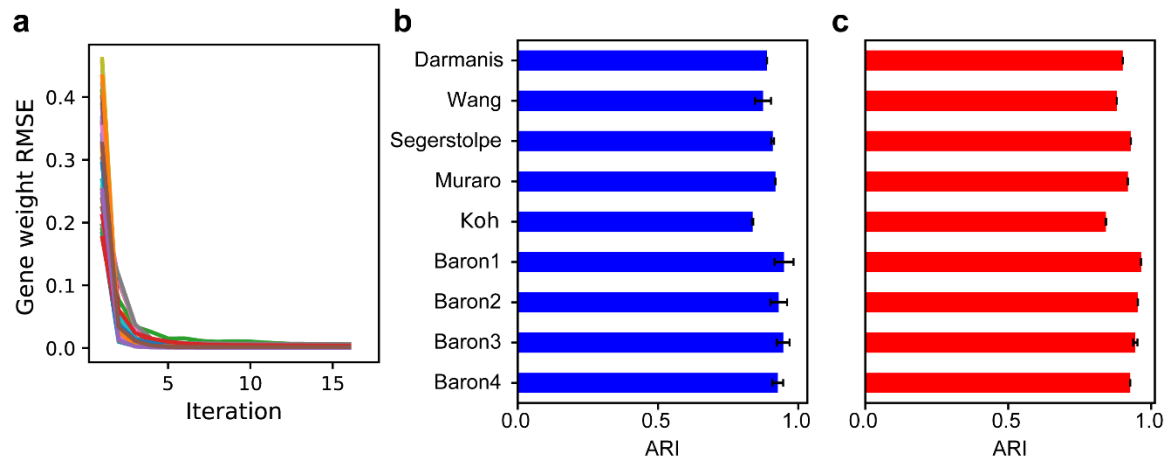 a
Gene weight RMSE
0.4
0.3
0.2
0.1
0.0
5
10
15
Iteration
b
Darmanis
Wang
Segerstolpe
Muraro
Koh
Baron1
Baron2
Baron3
Baron4
0.0
0.5
1.0
ARI
c
0.0
0.5
1.0
ARI